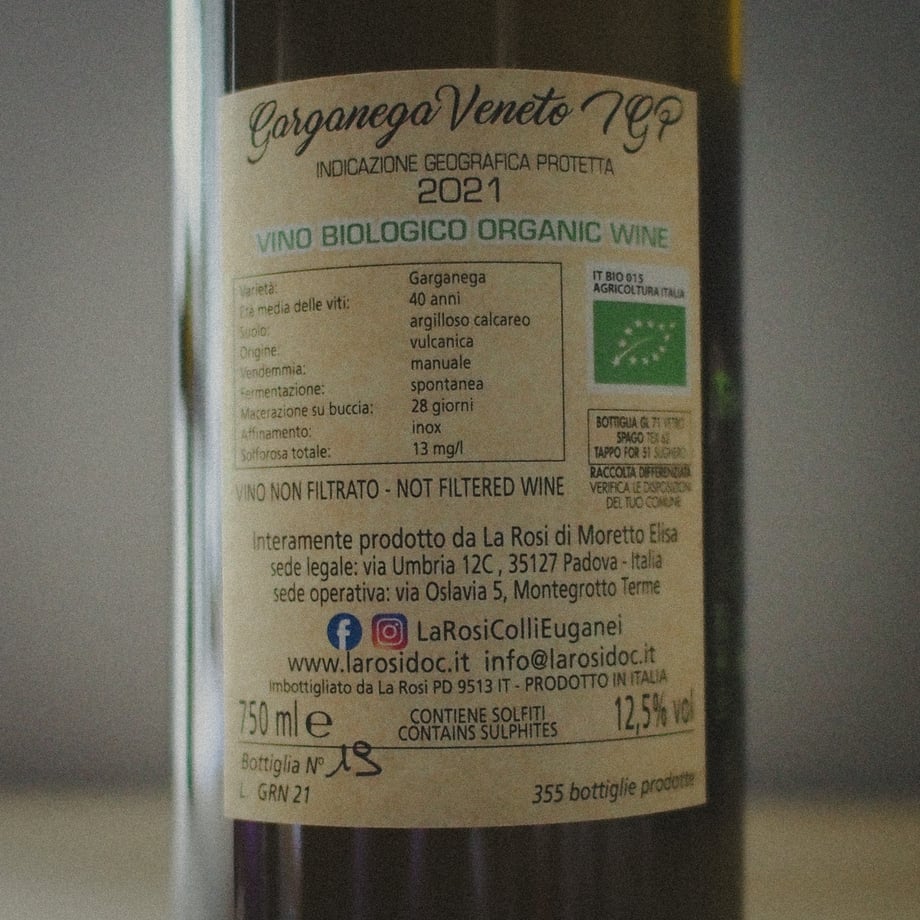 Garganega Veneto IGP
INDICAZIONE GEOGRAFICA PROTETTA
2021
VINO BIOLOGICO ORGANIC WINE
Varietà: Garganega
Età media delle viti: 40 anni
Suolo: argilloso calcareo
Origine: vulcanica
Vendemmia: manuale
Fermentazione: spontanea
Macerazione su buccia: 28 giorni
Affinamento: inox
Solforosa totale: 13 mg/l
IT BIO 015
AGRICOLTURA ITALIA
BOTTIGLIA GL 71 VETRO
SPAGO TEX 62
TAPPO FOR 51 SUGHERO
RACCOLTA DIFFERENZIATA
VERIFICA LE DISPOSIZIONI
DEL TUO COMUNE
VINO NON FILTRATO - NOT FILTERED WINE
Interamente prodotto da La Rosi di Moretto Elisa
sede legale: via Umbria 12C , 35127 Padova - Italia
sede operativa: via Oslavia 5, Montegrotto Terme
LaRosiColliEuganei
www.larosidoc.it info@larosidoc.it
Imbottigliato da La Rosi PD 9513 IT - PRODOTTO IN ITALIA
750 ml e
CONTIENE SOLFITI
CONTAINS SULPHITES
12,5% vol
Bottiglia N° 19
L. GRN 21
355 bottiglie prodotte